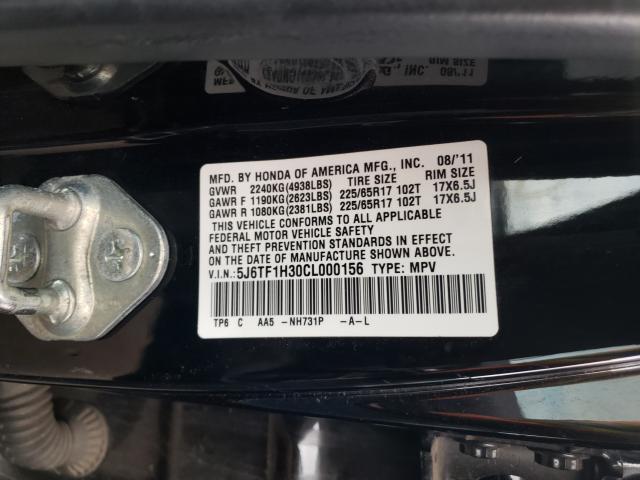 MFD. BY HONDA OF AMERICA MFG., INC. 08/'11
GVWR 2240KG(4938LBS) TIRE SIZE RIM SIZE
GAWR F 1190KG(2623LBS) 225/65R17 102T 17X6.5J
GAWR R 1080KG(2381LBS) 225/65R17 102T 17X6.5J
THIS VEHICLE CONFORMS TO ALL APPLICABLE
FEDERAL MOTOR VEHICLE SAFETY
AND THEFT PREVENTION STANDARDS IN EFFECT
ON THE DATE OF MANUFACTURE SHOWN ABOVE.
V.I.N.:5J6TF1H30CL000156 TYPE: MPV
TP6 C AA5 -NH731P -A-L